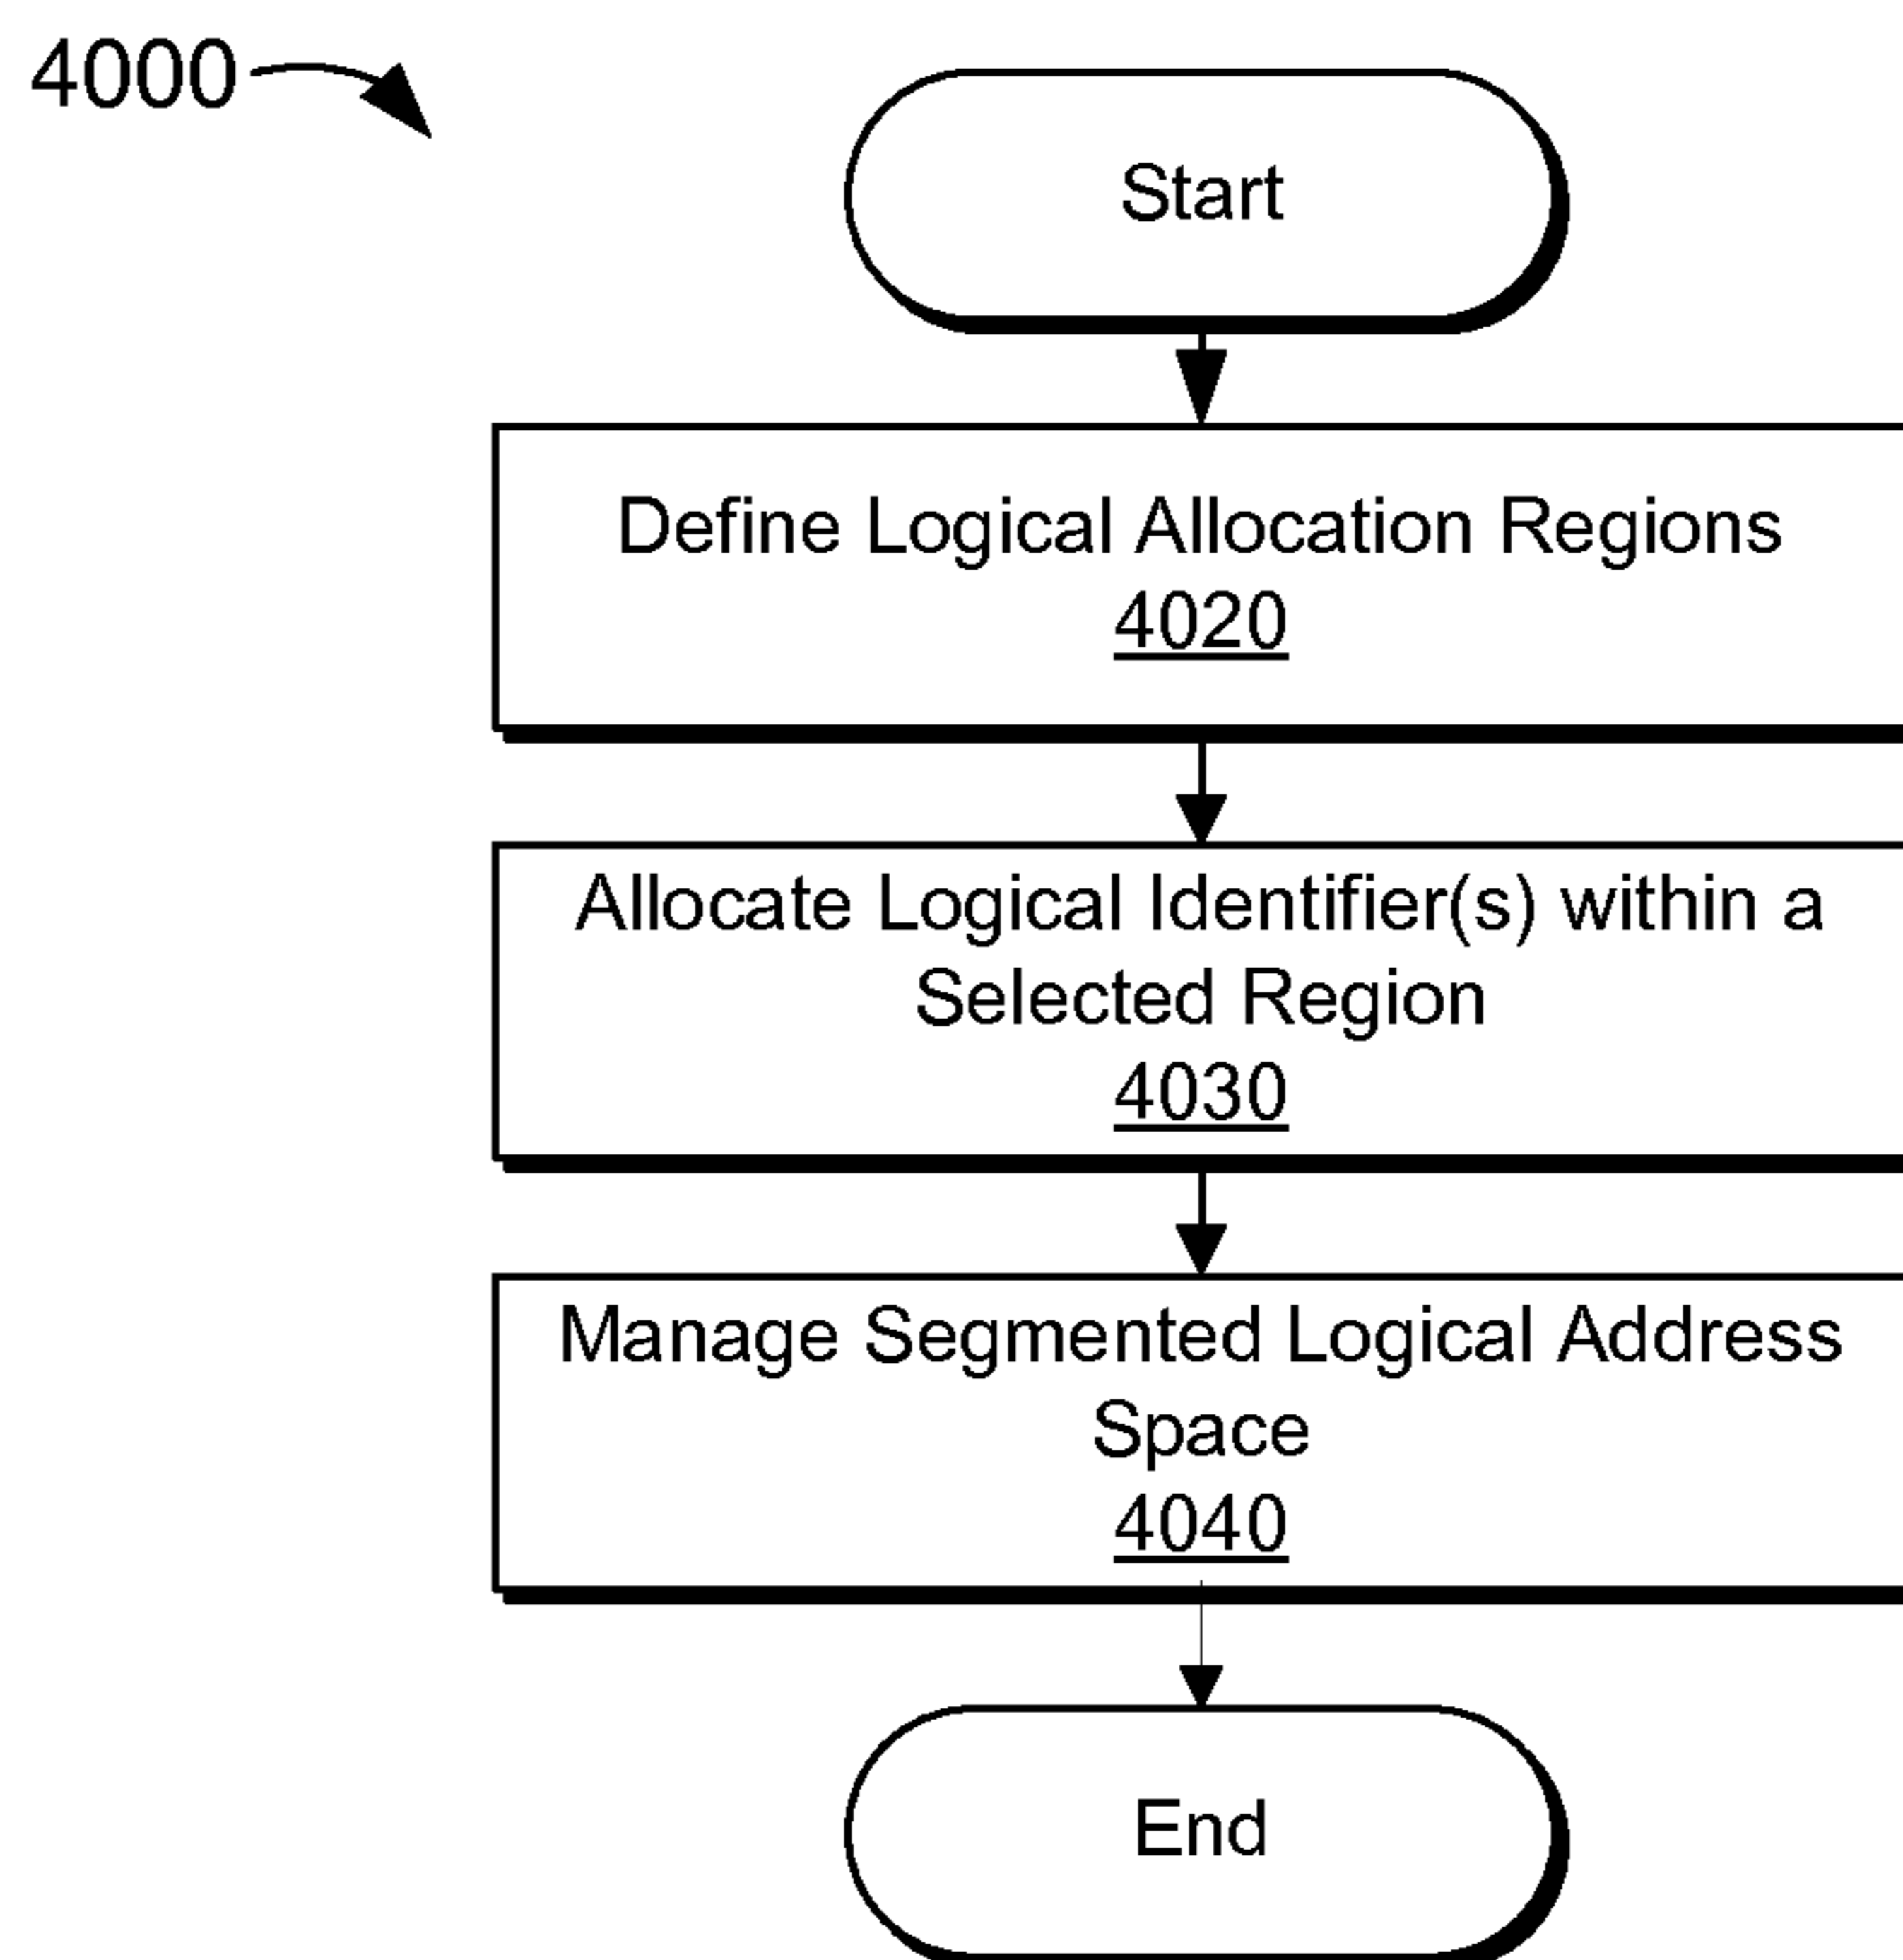 4000
Start
Define Logical Allocation Regions
4020
Allocate Logical Identifier(s) within a
Selected Region
4030
Manage Segmented Logical Address
Space
4040
End